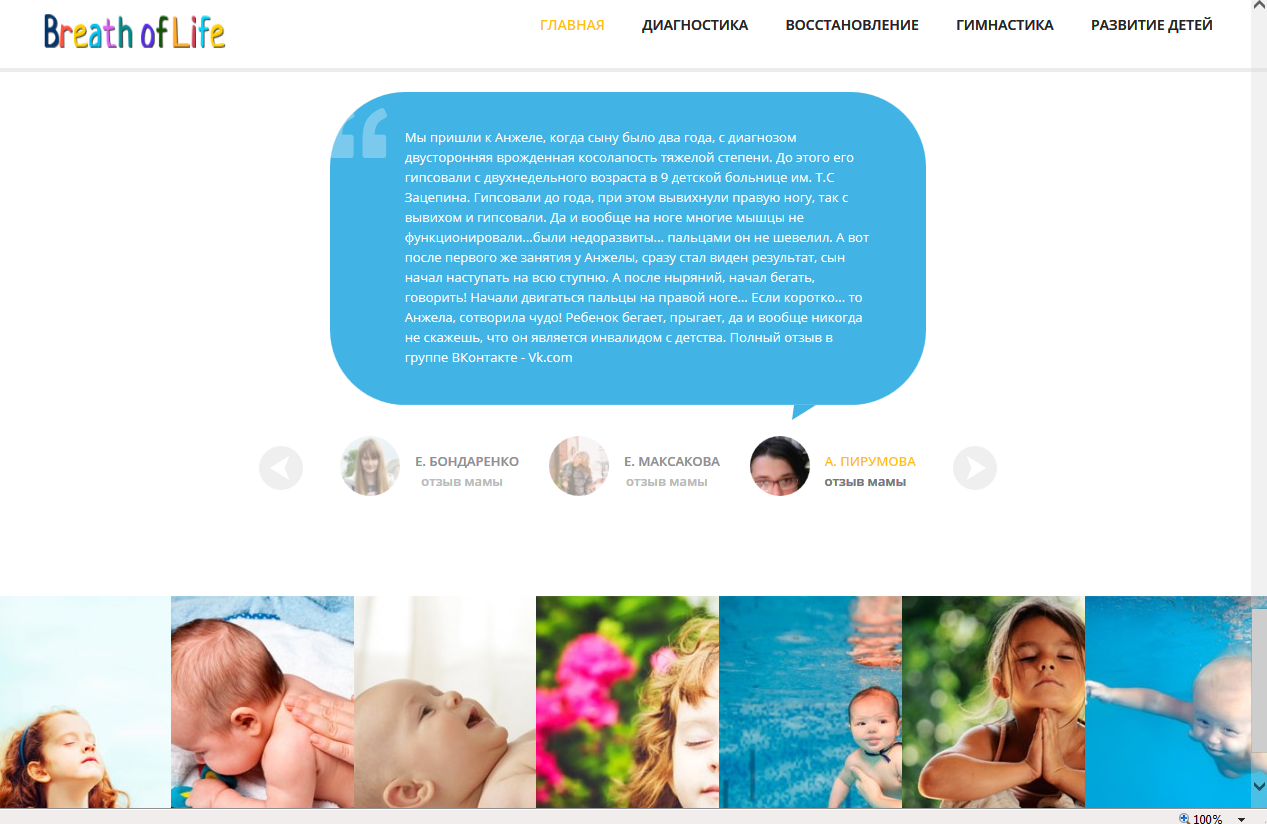 Breath of Life
ГЛАВНАЯ ДИАГНОСТИКА ВОССТАНОВЛЕНИЕ ГИМНАСТИКА РАЗВИТИЕ ДЕТЕЙ
Мы пришли к Анжеле, когда сыну было два года, с диагнозом
двусторонняя врожденная косолапость тяжелой степени. До этого его
гипсовали с двухнедельного возраста в 9 детской больнице им. Т.С
Зацепина. Гипсовали до года, при этом вывихнули правую ногу, так с
вывихом и гипсовали. Да и вообще на ноге многие мышцы не
функционировали...были недоразвиты... пальцами он не шевелил. А вот
после первого же занятия у Анжелы, сразу стал виден результат, сын
начал наступать на всю ступню. А после ныряний, начал бегать,
говорить! Начали двигаться пальцы на правой ноге... Если коротко... то
Анжела, сотворила чудо! Ребенок бегает, прыгает, да и вообще никогда
не скажешь, что он является инвалидом с детства. Полный отзыв в
группе ВКонтакте - Vk.com
Е. БОНДАРЕНКО
отзыв мамы
Е. МАКСАКОВА
отзыв мамы
А. ПИРУМОВА
отзыв мамы
100%